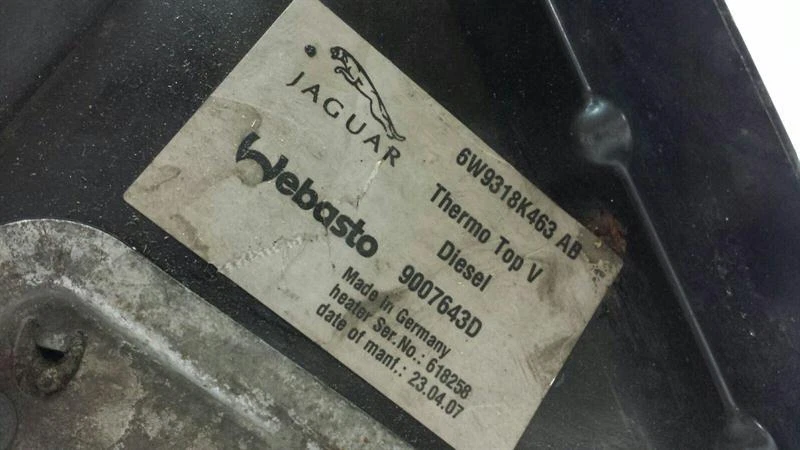 JAGUAR
Webasto
6W9318K463 AB
Thermo Top V
Diesel
9007643D
Made in Germany
heater Ser.No.: 618258
date of manf.: 23.04.07